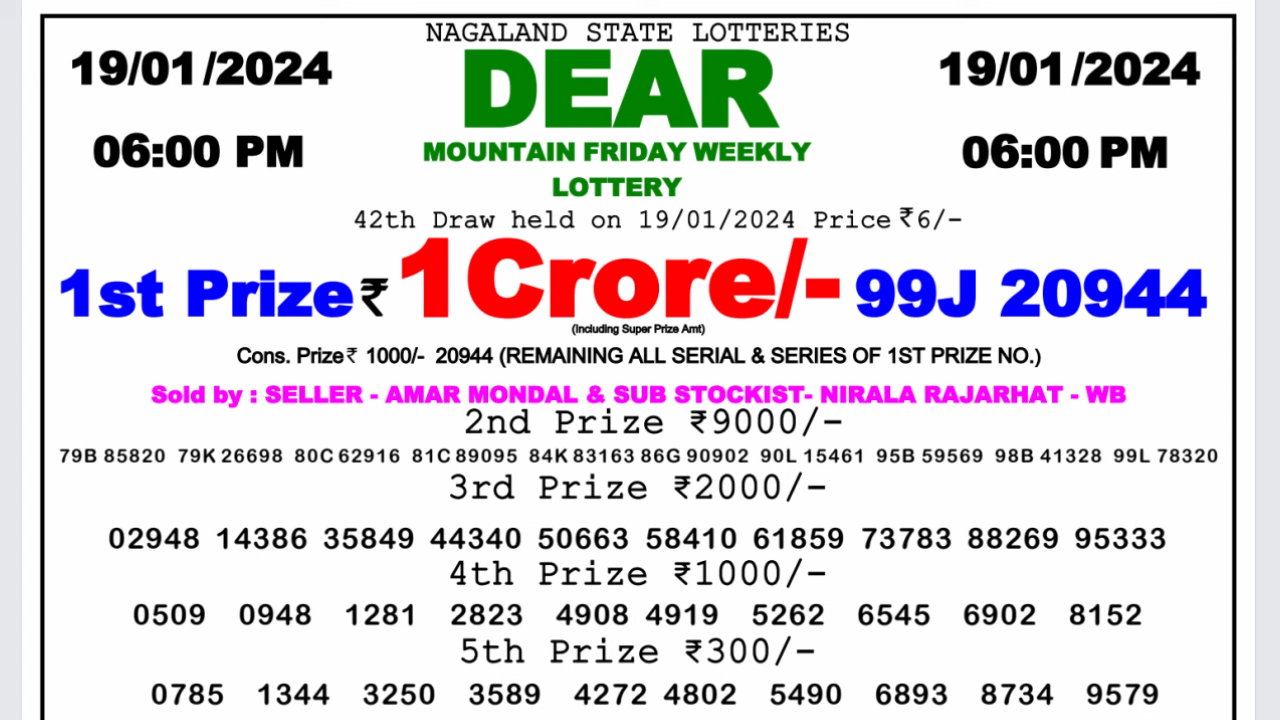 NAGALAND STATE LOTTERIES
19/01/2024 DEAR 19/01/2024
06:00 PM MOUNTAIN FRIDAY WEEKLY 06:00 PM
LOTTERY
42th Draw held on 19/01/2024 Price ₹6/-
1st Prize ₹ 1Crore/- 99J 20944
(Including Super Prize Amt)
Cons. Prize ₹ 1000/- 20944 (REMAINING ALL SERIAL & SERIES OF 1ST PRIZE NO.)
Sold by : SELLER - AMAR MONDAL & SUB STOCKIST- NIRALA RAJARHAT - WB
2nd Prize ₹9000/-
79B 85820 79K 26698 80C 62916 81C 89095 84K 83163 86G 90902 90L 15461 95B 59569 98B 41328 99L 78320
3rd Prize ₹2000/-
02948 14386 35849 44340 50663 58410 61859 73783 88269 95333
4th Prize ₹1000/-
0509 0948 1281 2823 4908 4919 5262 6545 6902 8152
5th Prize ₹300/-
0785 1344 3250 3589 4272 4802 5490 6893 8734 9579